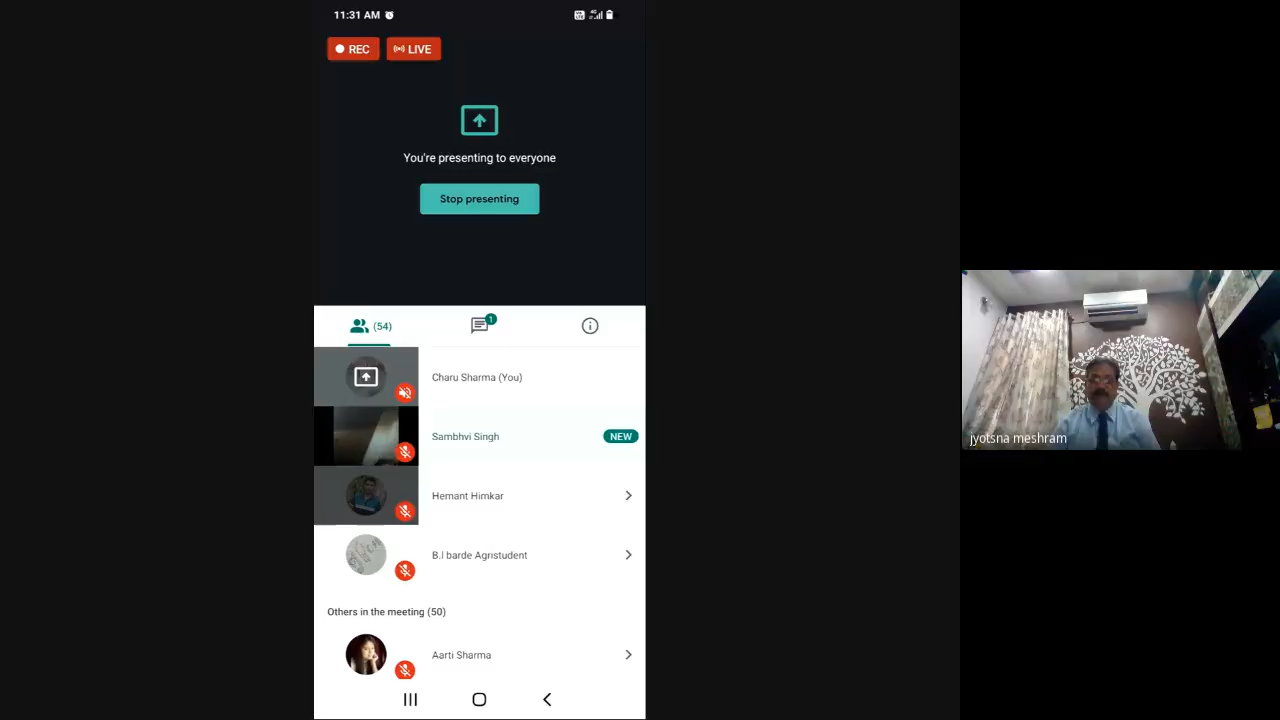 11:31 AM
REC
LIVE
You're presenting to everyone
Stop presenting
(54)
1
Charu Sharma (You)
Sambhvi Singh
NEW
Hemant Himkar
B.l barde Agristudent
Others in the meeting (50)
Aarti Sharma
jyotsna meshram